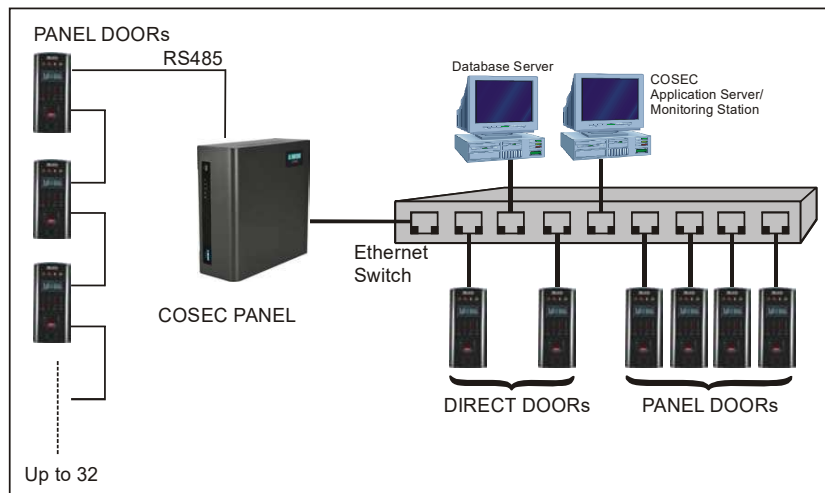 PANEL DOORs
RS485
Database Server
COSEC
Application Server/
Monitoring Station
Ethernet
Switch
COSEC PANEL
DIRECT DOORs
PANEL DOORs
Up to 32